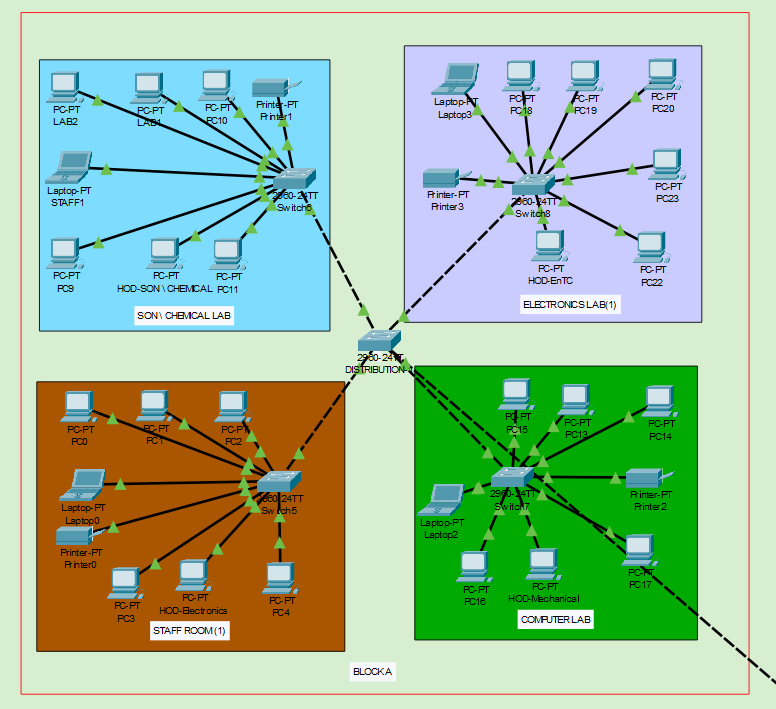 PC-PT
LAB2
PC-PT
LAB1
PC-PT
PC10
Printer-PT
Printer1
Laptop-PT
STAFF1
2960-24TT
PC-PT
PC9
PC-PT
HOD-SON \ CHEMICAL
PC-PT
PC11
SON \ CHEMICAL LAB
Laptop-PT
Laptop3
PC-PT
PC18
PC-PT
PC19
PC-PT
PC20
Printer-PT
Printer3
2960-24TT
Switch8
PC-PT
PC23
PC-PT
HOD-EnTC
PC-PT
PC22
ELECTRONICS LAB(1)
2960-24TT
DISTRIBUTION
PC-PT
PC0
PC-PT
PC1
PC-PT
PC2
Laptop-PT
Laptop0
Printer-PT
Printer0
2960-24TT
Switch5
PC-PT
PC3
PC-PT
HOD-Electronics
PC-PT
PC4
STAFF ROOM (1)
PC-PT
PC15
PC-PT
PC13
PC-PT
PC14
Laptop-PT
Laptop2
2960-24TT
Switch7
Printer-PT
Printer2
PC-PT
PC16
PC-PT
HOD-Mechanical
PC-PT
PC17
COMPUTER LAB
BLOCK A